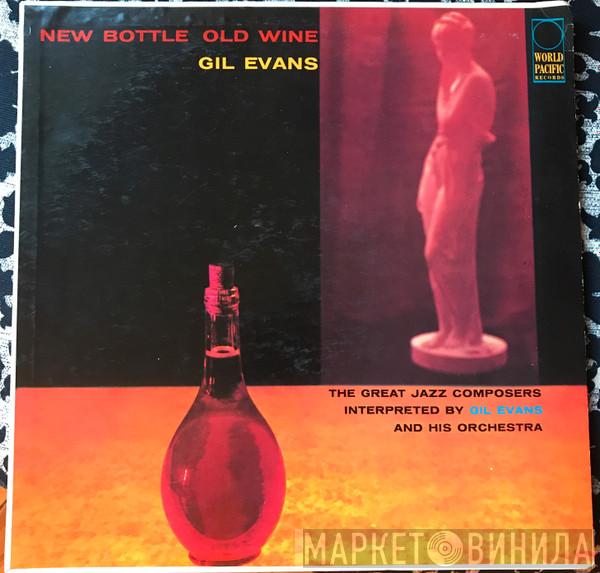 NEW BOTTLE OLD WINE
GIL EVANS
WORLD
PACIFIC
RECORDS
THE GREAT JAZZ COMPOSERS
INTERPRETED BY GIL EVANS
AND HIS ORCHESTRA
МАРКЕТ ВИНИЛА